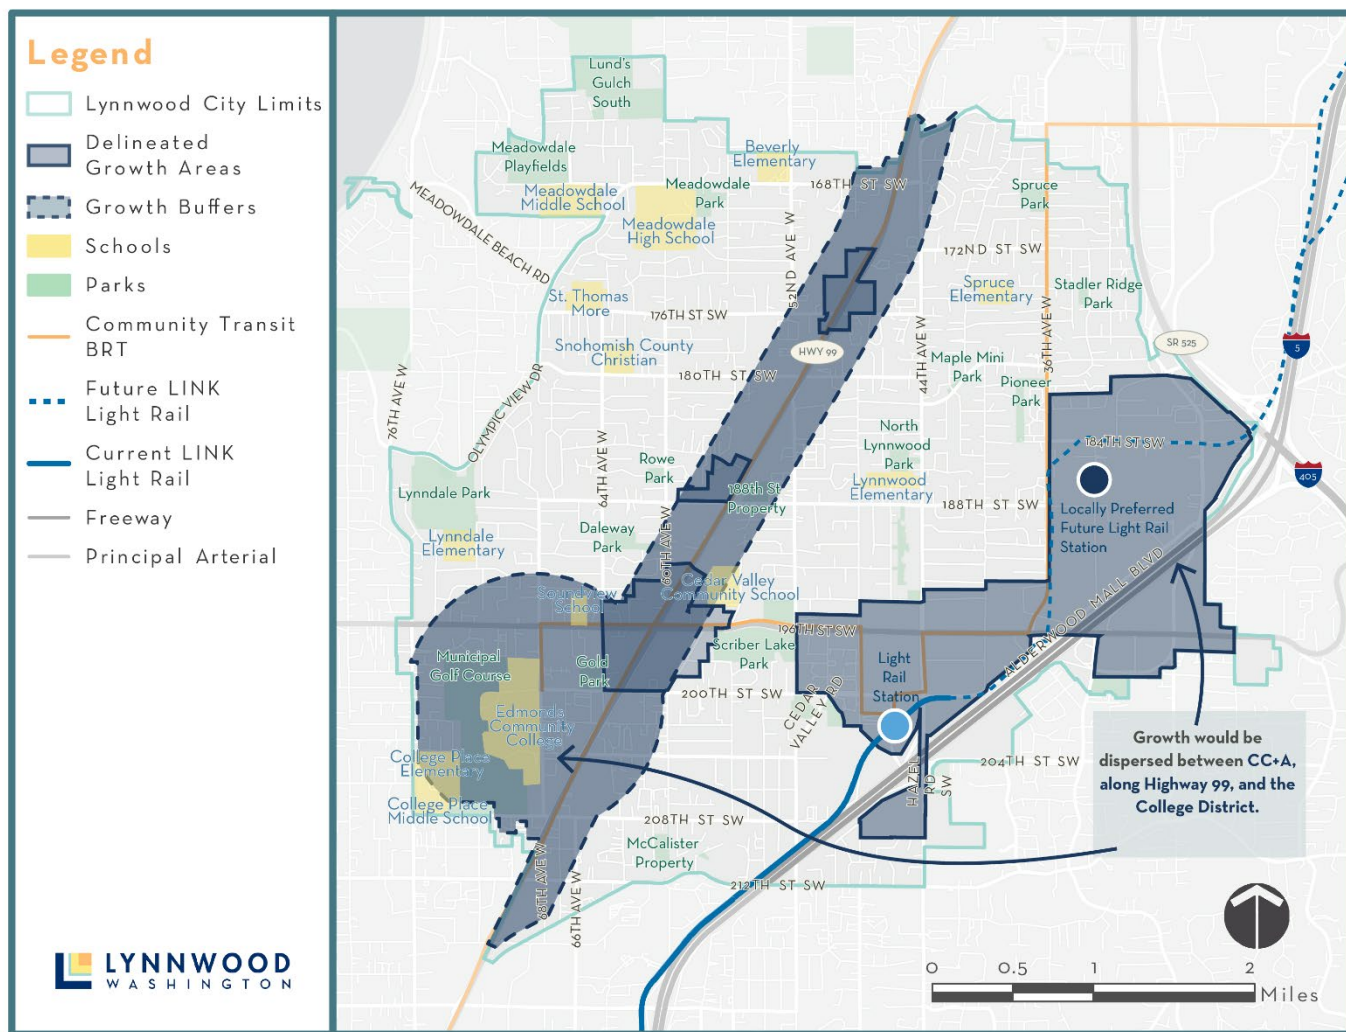 Legend
Lynnwood City Limits
Delineated
Growth Areas
Growth Buffers
Schools
Parks
Community Transit
BRT
Future LINK
Light Rail
Current LINK
Light Rail
Freeway
Principal Arterial
LYNNWOOD
WASHINGTON
Lund's
Gulch
South
Meadowdale
Playfields
Beverly
Elementary
Meadowdale
Middle School
Meadowdale
Park
Meadowdale
High School
168TH ST SW
Spruce
Park
MEADOWDALE BEACH RD
52ND AVE W
172ND ST SW
St. Thomas
More
Spruce
Elementary
Stadler Ridge
Park
176TH ST SW
Snohomish County
Christian
HWY 99
44TH AVE W
36TH AVE W
SR 525
5
180TH ST SW
Maple Mini
Park
Pioneer
Park
76TH AVE W
OLYMPIC VIEW DR
64TH AVE W
North
Lynnwood
Park
184TH ST SW
405
Rowe
Park
Lynndale Park
188th St
Property
Lynnwood
Elementary
188TH ST SW
Locally Preferred
Future Light Rail
Station
Lynndale
Elementary
Daleway
Park
60TH AVE W
Cedar Valley
Community School
Soundview
School
ALDERWOOD MALL BLVD
196TH ST SW
Municipal
Golf Course
Gold
Park
Scriber Lake
Park
Light
Rail
Station
200TH ST SW
CEDAR
VALLEY RD
Edmonds
Community
College
College Place
Elementary
College Place
Middle School
HAZEL
RD
SW
204TH ST SW
Growth would be
dispersed between CC+A,
along Highway 99, and the
College District.
208TH ST SW
McCalister
Property
68TH AVE W
66TH AVE W
212TH ST SW
0 0.5 1 2
Miles